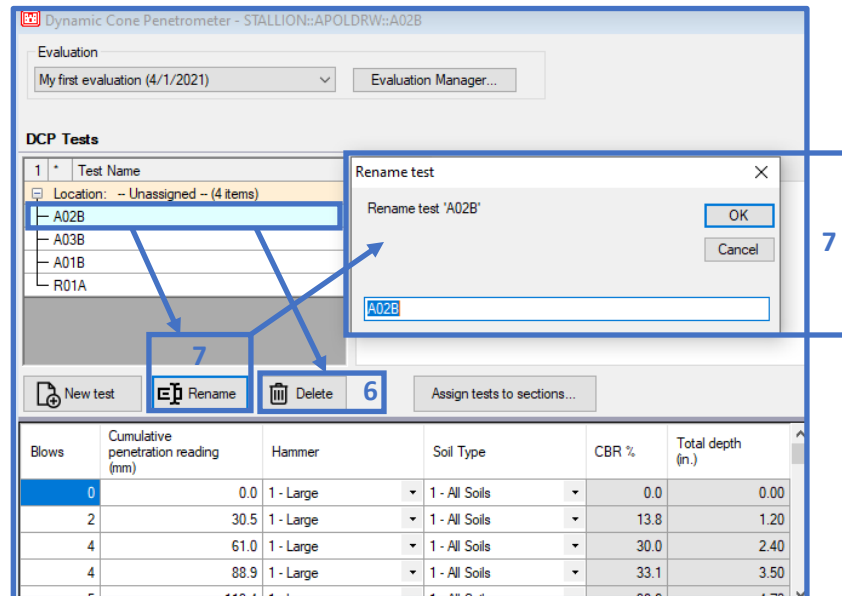 Dynamic Cone Penetrometer - STALLION::APOLDRW::A02B
Evaluation
My first evaluation (4/1/2021)
Evaluation Manager...
DCP Tests
1 * Test Name
Location: -- Unassigned -- (4 items)
A02B
A03B
A01B
R01A
Rename test
Rename test 'A02B'
OK
Cancel
A02B
7
7
New test
Rename
Delete
6
Assign tests to sections...
Blows Cumulative penetration reading (mm) Hammer Soil Type CBR % Total depth (in.)
0 0.0 1 - Large 1 - All Soils 0.0 0.00
2 30.5 1 - Large 1 - All Soils 13.8 1.20
4 61.0 1 - Large 1 - All Soils 30.0 2.40
4 88.9 1 - Large 1 - All Soils 33.1 3.50